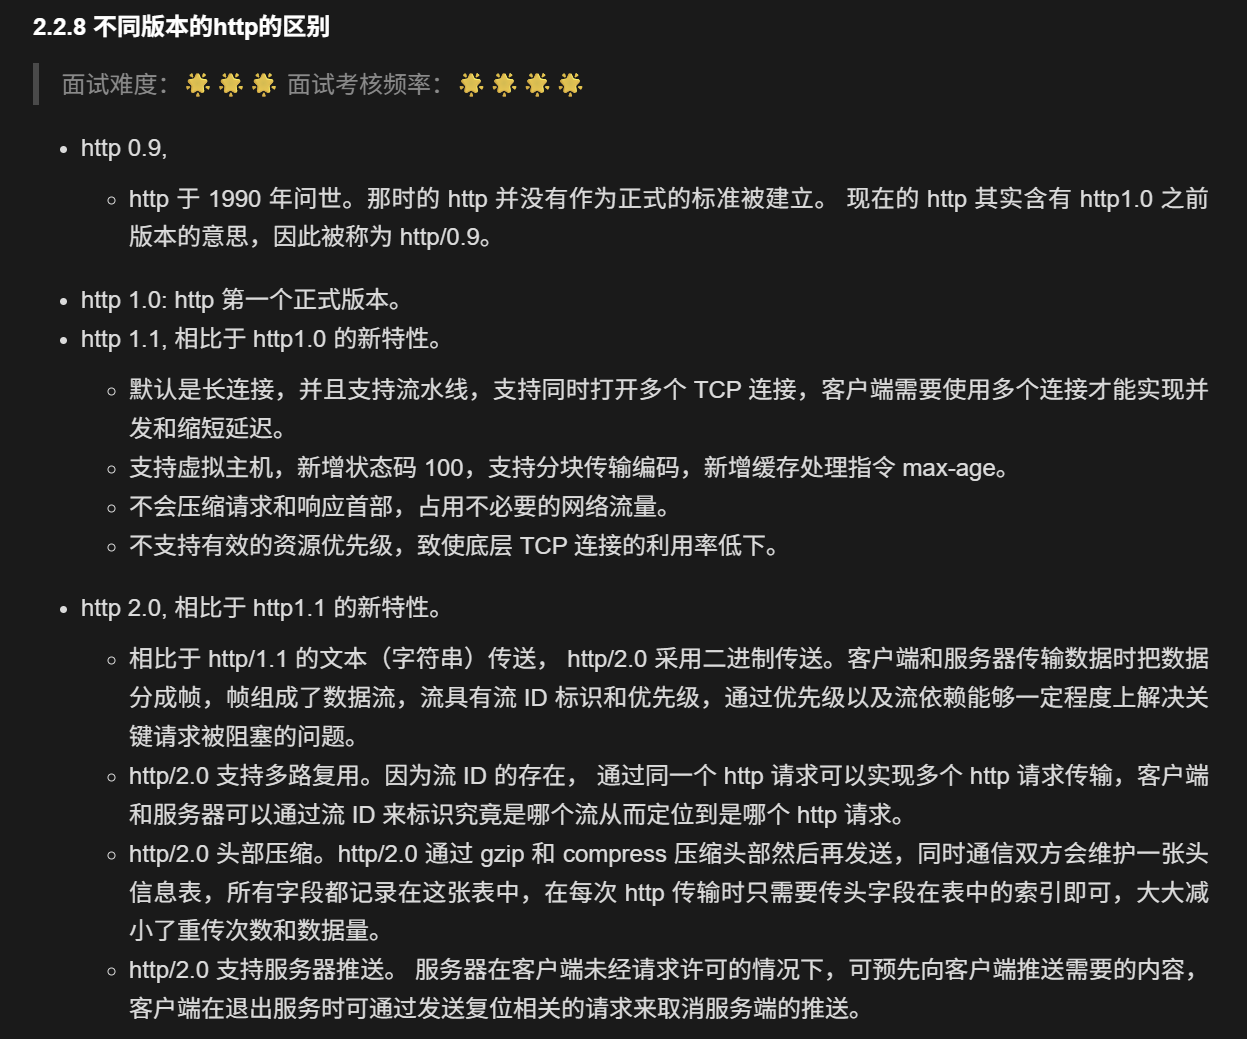 2.2.8 不同版本的http的区别
面试难度：🌟🌟🌟 面试考核频率：🌟🌟🌟🌟
• http 0.9,
◦ http 于 1990 年问世。那时的 http 并没有作为正式的标准被建立。 现在的 http 其实含有 http1.0 之前
版本的意思，因此被称为 http/0.9。
• http 1.0: http 第一个正式版本。
• http 1.1, 相比于 http1.0 的新特性。
◦ 默认是长连接，并且支持流水线，支持同时打开多个 TCP 连接，客户端需要使用多个连接才能实现并
发和缩短延迟。
◦ 支持虚拟主机，新增状态码 100，支持分块传输编码，新增缓存处理指令 max-age。
◦ 不会压缩请求和响应首部，占用不必要的网络流量。
◦ 不支持有效的资源优先级，致使底层 TCP 连接的利用率低下。
• http 2.0, 相比于 http1.1 的新特性。
◦ 相比于 http/1.1 的文本（字符串）传送， http/2.0 采用二进制传送。客户端和服务器传输数据时把数据
分成帧，帧组成了数据流，流具有流 ID 标识和优先级，通过优先级以及流依赖能够一定程度上解决关
键请求被阻塞的问题。
◦ http/2.0 支持多路复用。因为流 ID 的存在， 通过同一个 http 请求可以实现多个 http 请求传输，客户端
和服务器可以通过流 ID 来标识究竟是哪个流从而定位到是哪个 http 请求。
◦ http/2.0 头部压缩。http/2.0 通过 gzip 和 compress 压缩头部然后再发送，同时通信双方会维护一张头
信息表，所有字段都记录在这张表中，在每次 http 传输时只需要传头字段在表中的索引即可，大大减
小了重传次数和数据量。
◦ http/2.0 支持服务器推送。 服务器在客户端未经请求许可的情况下，可预先向客户端推送需要的内容，
客户端在退出服务时可通过发送复位相关的请求来取消服务端的推送。